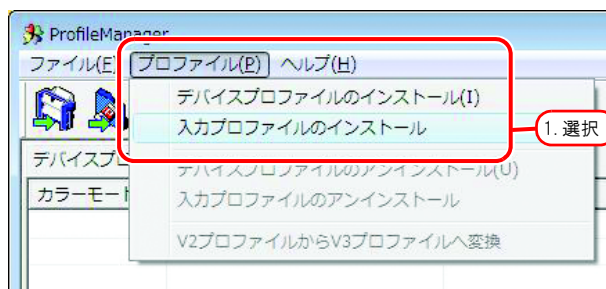 ProfileManager
ファイル(F) プロファイル(P) ヘルプ(H)
デバイスプロファイルのインストール(I)
入力プロファイルのインストール
1. 選択
デバイスプロ
デバイスプロファイルのアンインストール(U)
カラーモード
入力プロファイルのアンインストール
V2プロファイルからV3プロファイルへ変換